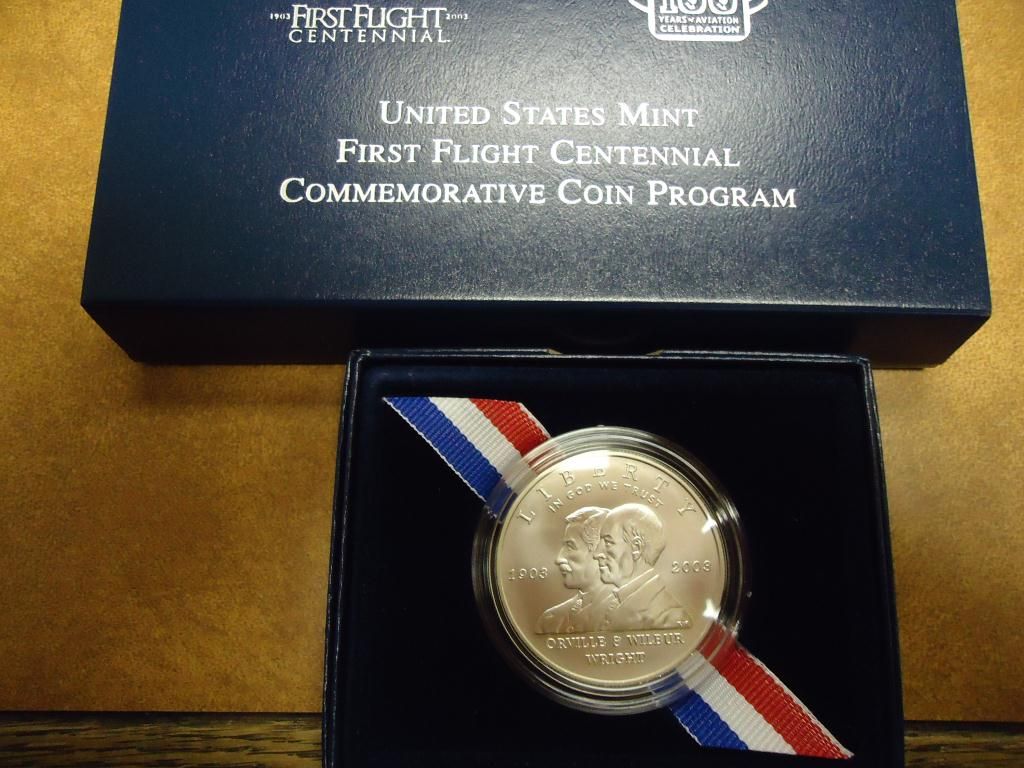 1903 FIRST FLIGHT 2003
CENTENNIAL
100
YEARS OF AVIATION
CELEBRATION
UNITED STATES MINT
FIRST FLIGHT CENTENNIAL
COMMEMORATIVE COIN PROGRAM
LIBERTY
IN GOD WE TRUST
1903 2003
ORVILLE & WILBUR
WRIGHT